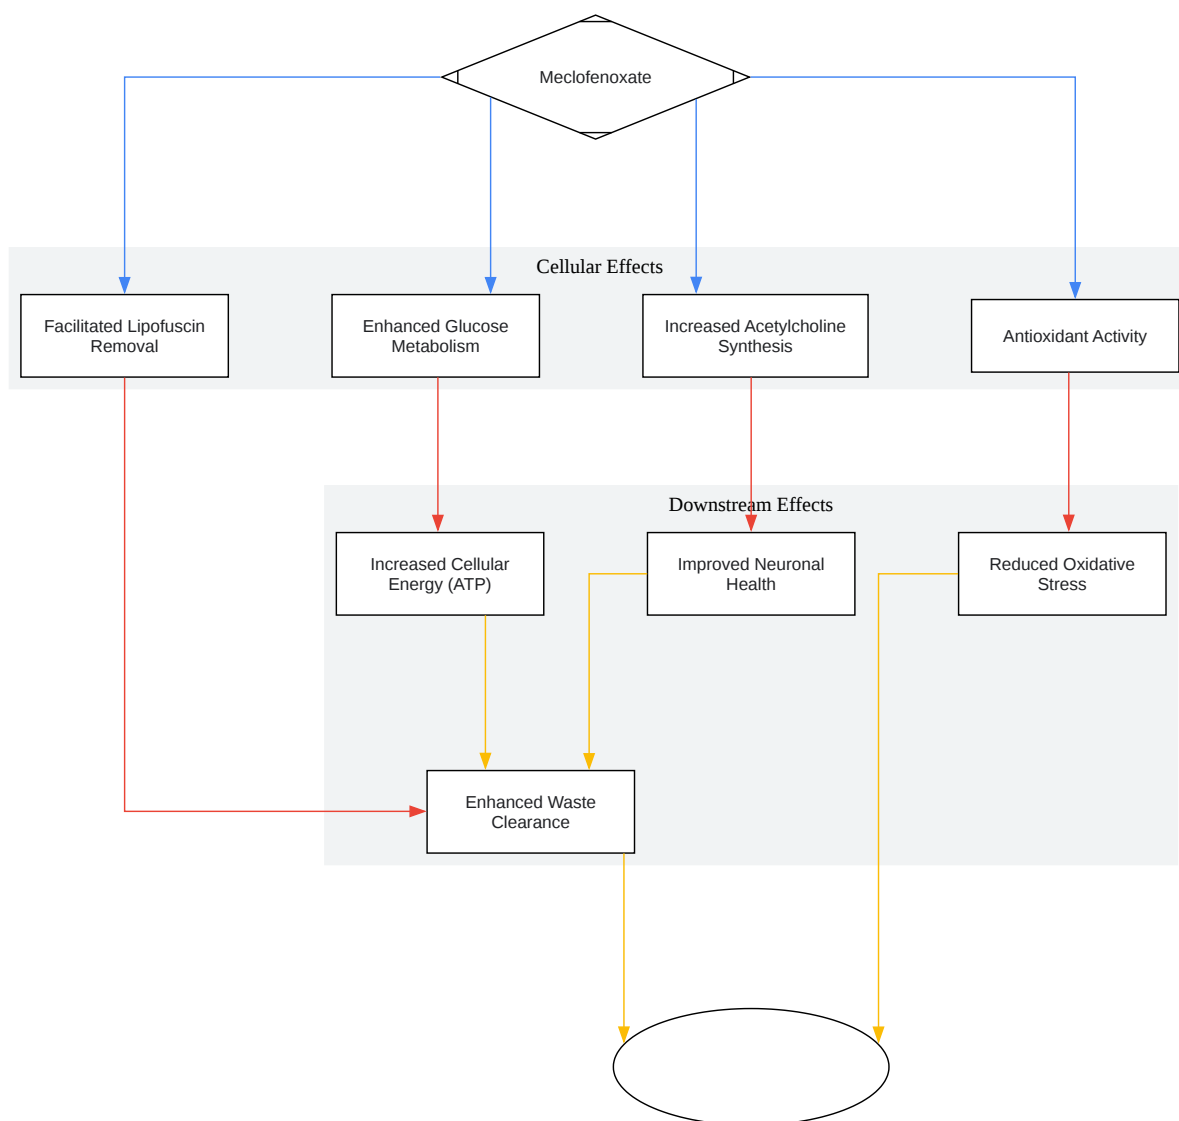 Meclofenoxate
Cellular Effects
Facilitated Lipofuscin
Removal
Enhanced Glucose
Metabolism
Increased Acetylcholine
Synthesis
Antioxidant Activity
Downstream Effects
Increased Cellular
Energy (ATP)
Improved Neuronal
Health
Reduced Oxidative
Stress
Enhanced Waste
Clearance